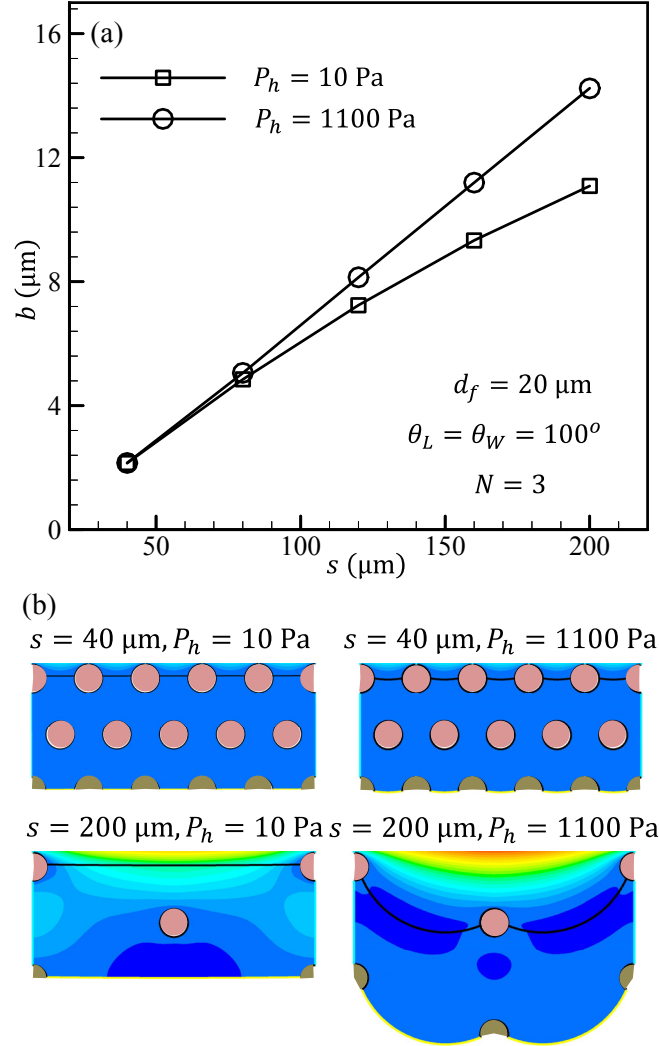 (a)
16
12
8
4
0
b (μm)
P_h = 10 Pa
P_h = 1100 Pa
d_f = 20 μm
θ_L = θ_W = 100°
N = 3
50 100 150 200
s (μm)
(b)
s = 40 μm, P_h = 10 Pa s = 40 μm, P_h = 1100 Pa
s = 200 μm, P_h = 10 Pa s = 200 μm, P_h = 1100 Pa